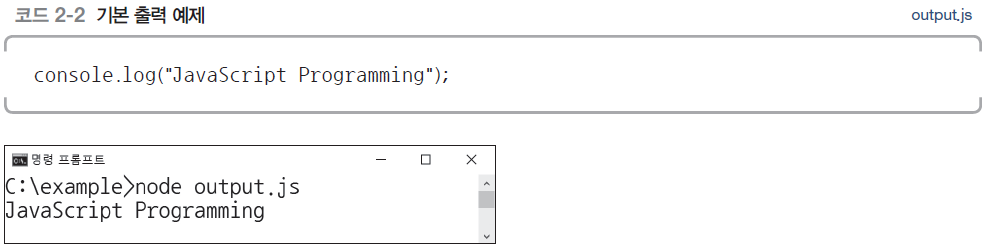 코드 2-2 기본 출력 예제 output.js
console.log("JavaScript Programming");
명령 프롬프트
C:\example>node output.js
JavaScript Programming